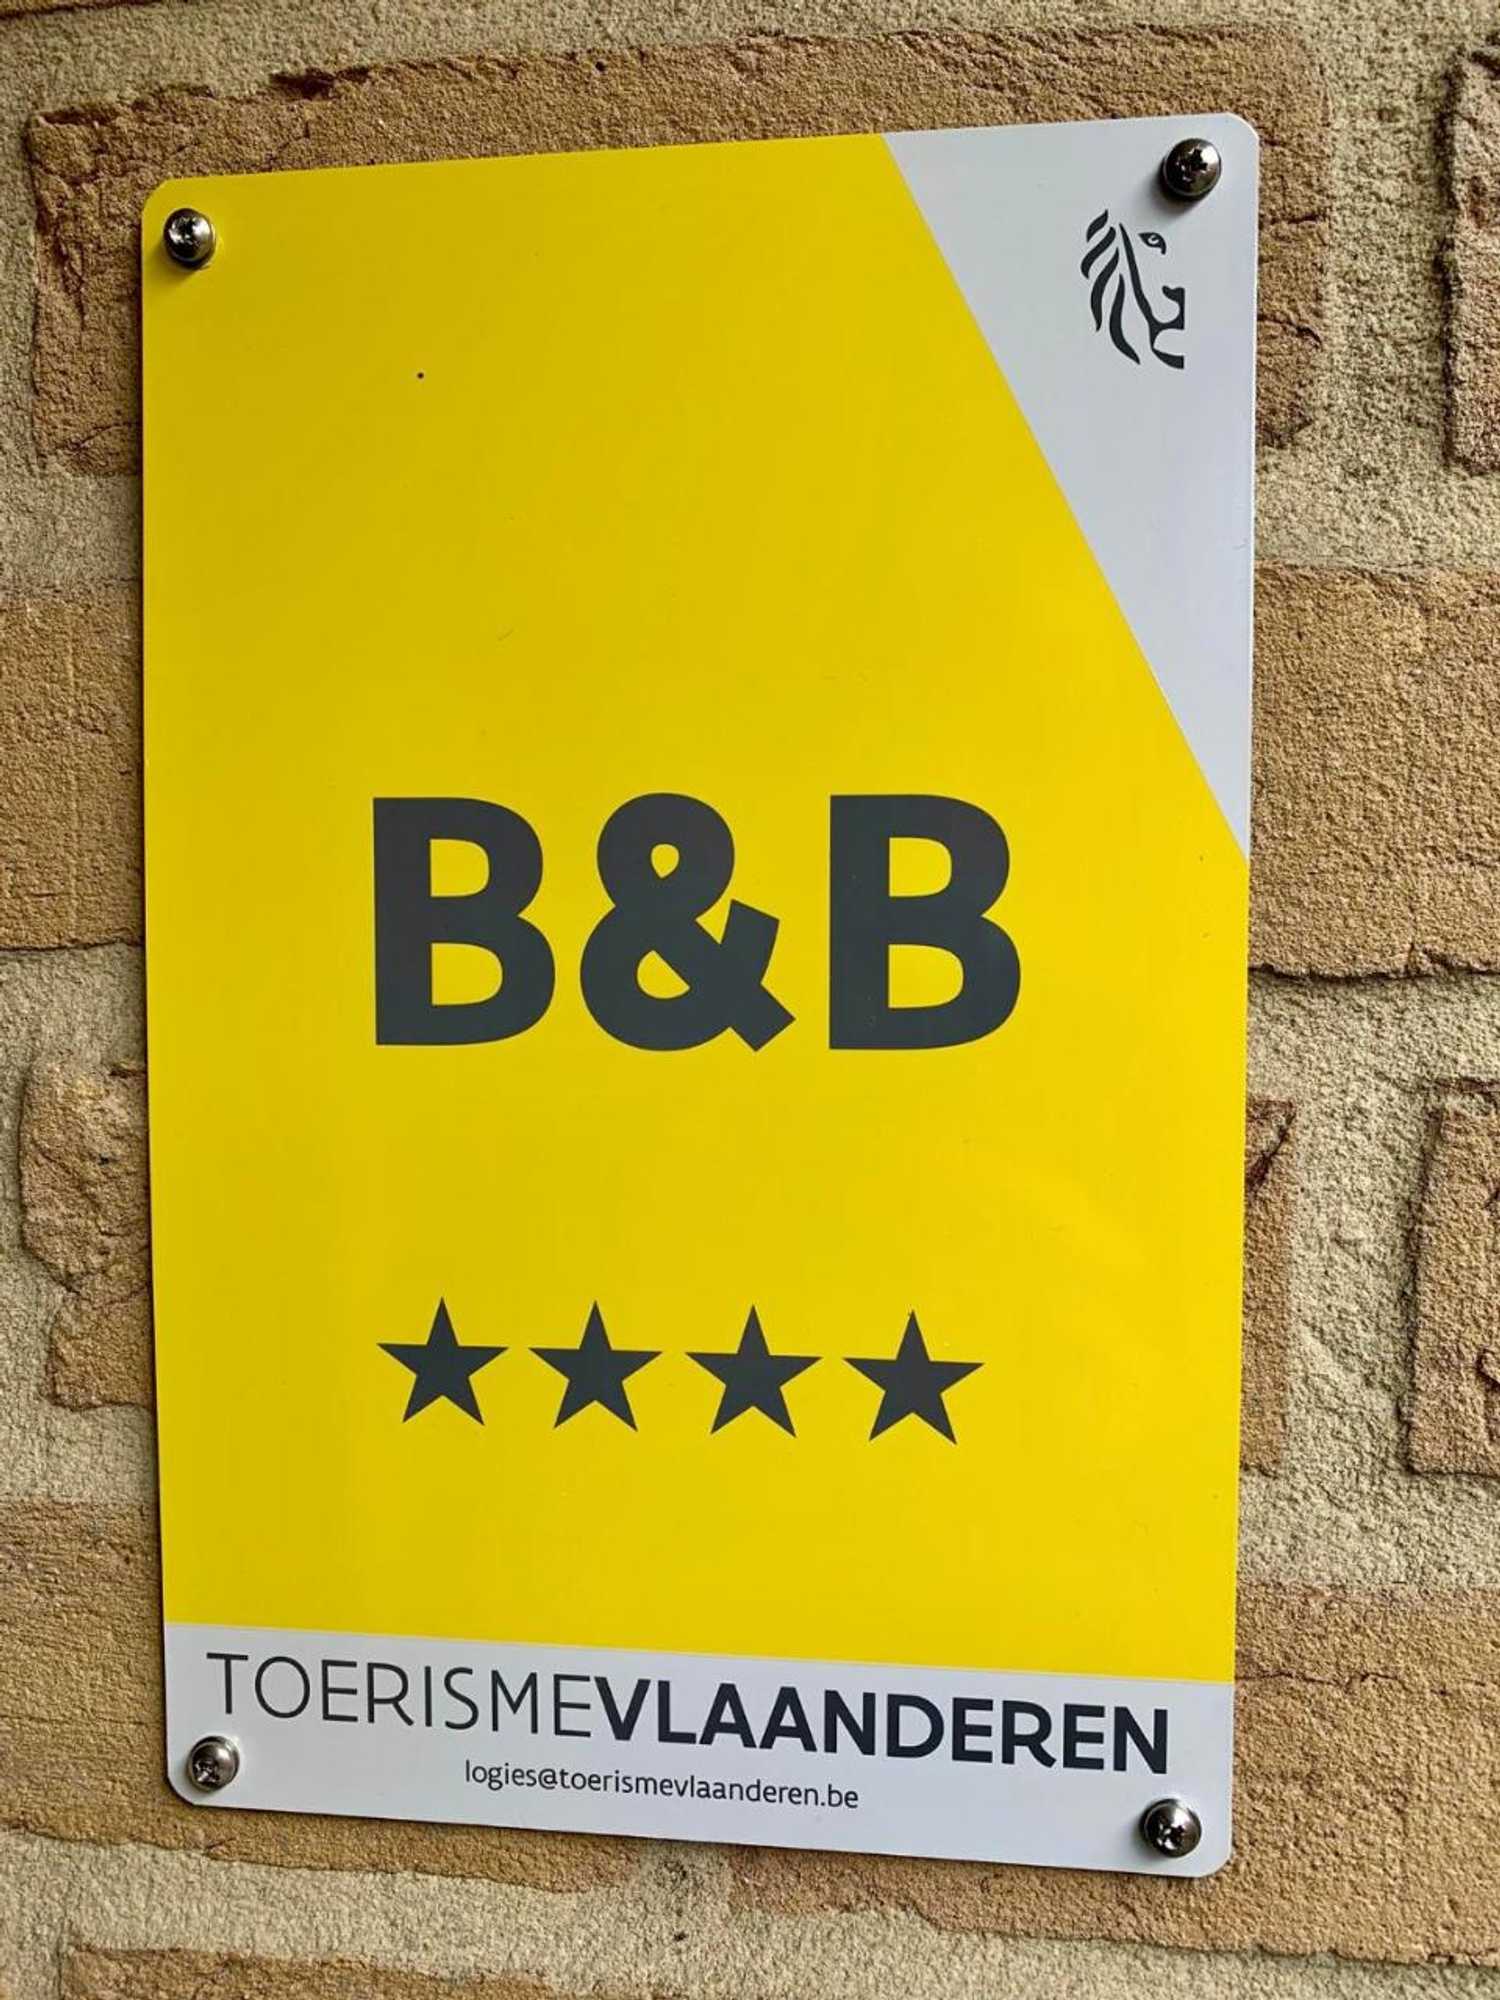 B&B
★★★★
TOERISMEVLAANDEREN
logies@toerismevlaanderen.be